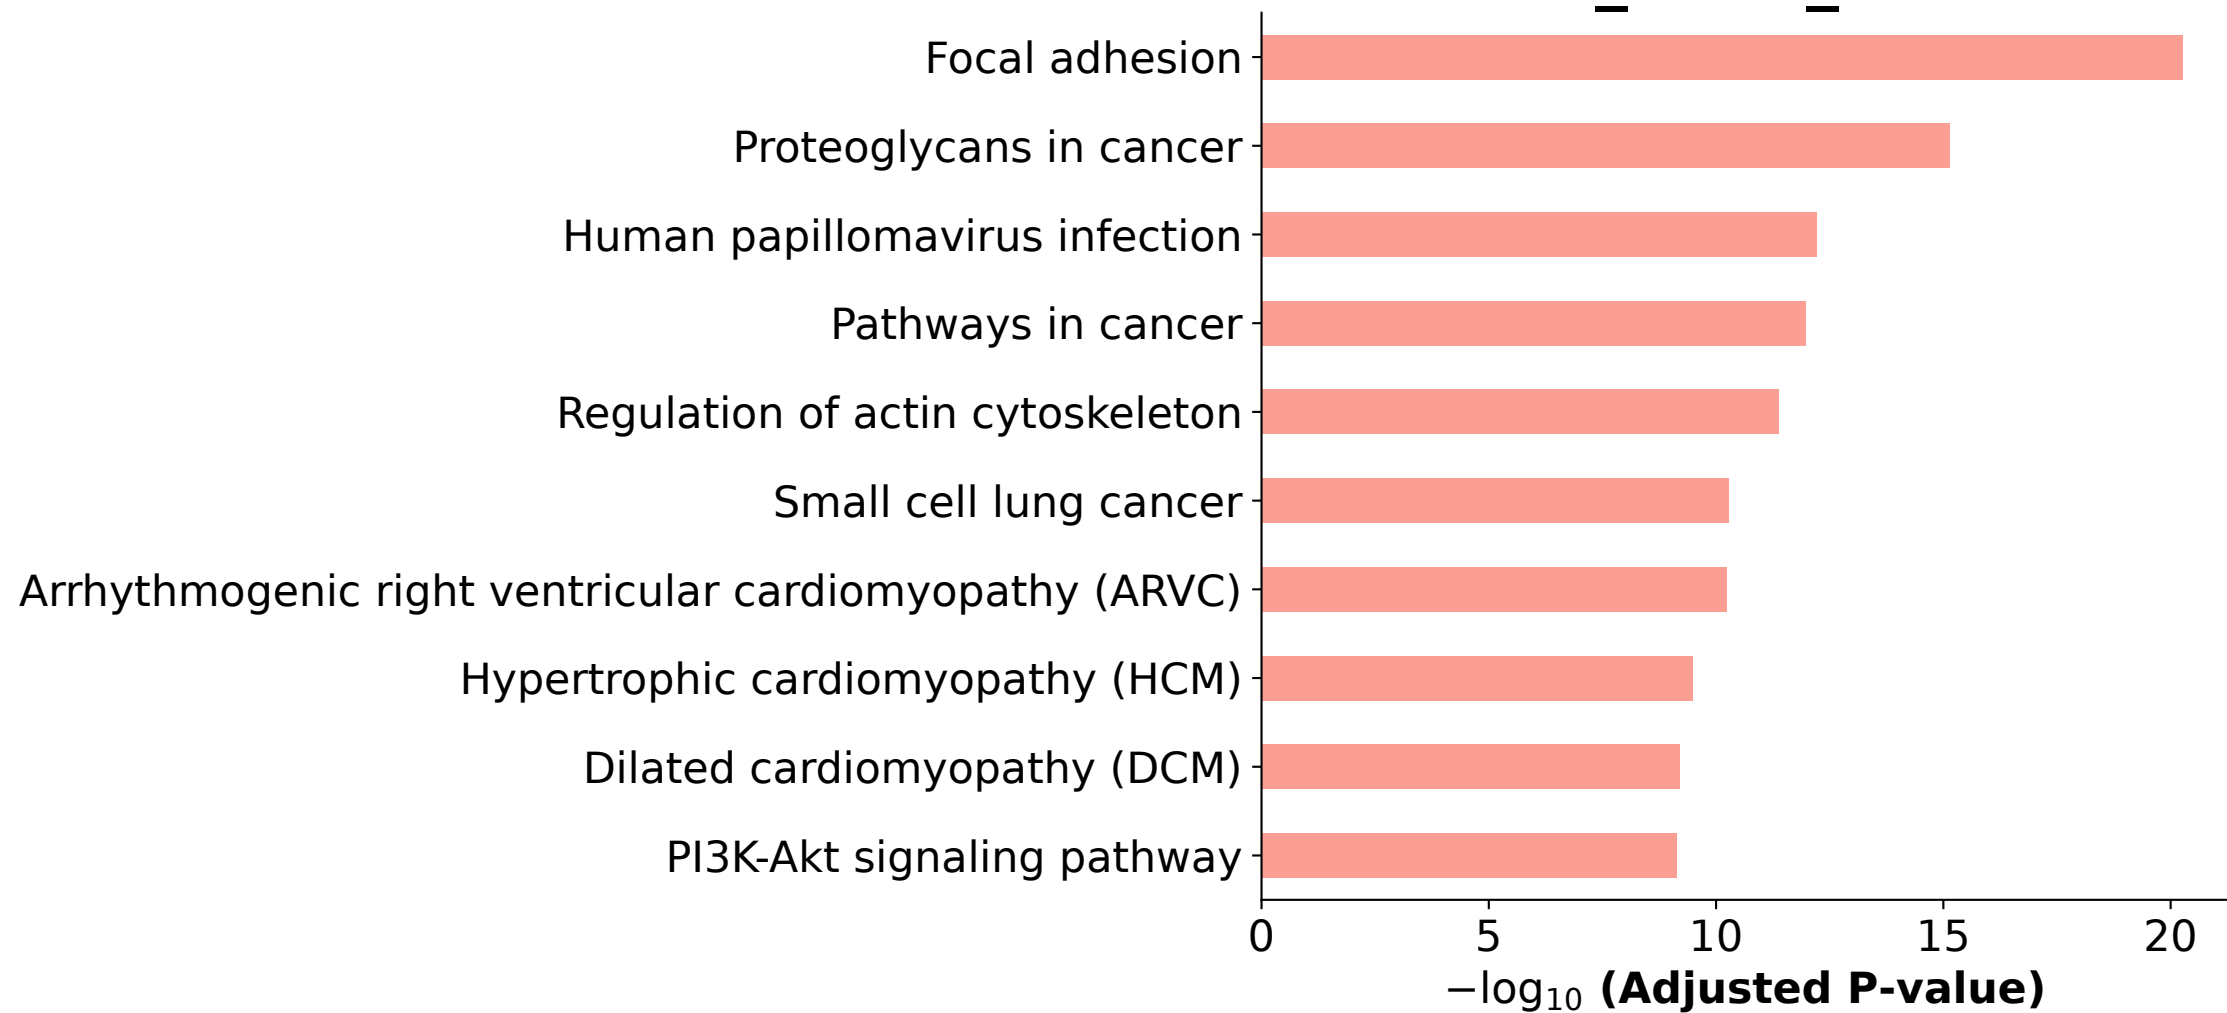 Focal adhesion
Proteoglycans in cancer
Human papillomavirus infection
Pathways in cancer
Regulation of actin cytoskeleton
Small cell lung cancer
Arrhythmogenic right ventricular cardiomyopathy (ARVC)
Hypertrophic cardiomyopathy (HCM)
Dilated cardiomyopathy (DCM)
PI3K-Akt signaling pathway
0 5 10 15 20
−log₁₀ (Adjusted P-value)